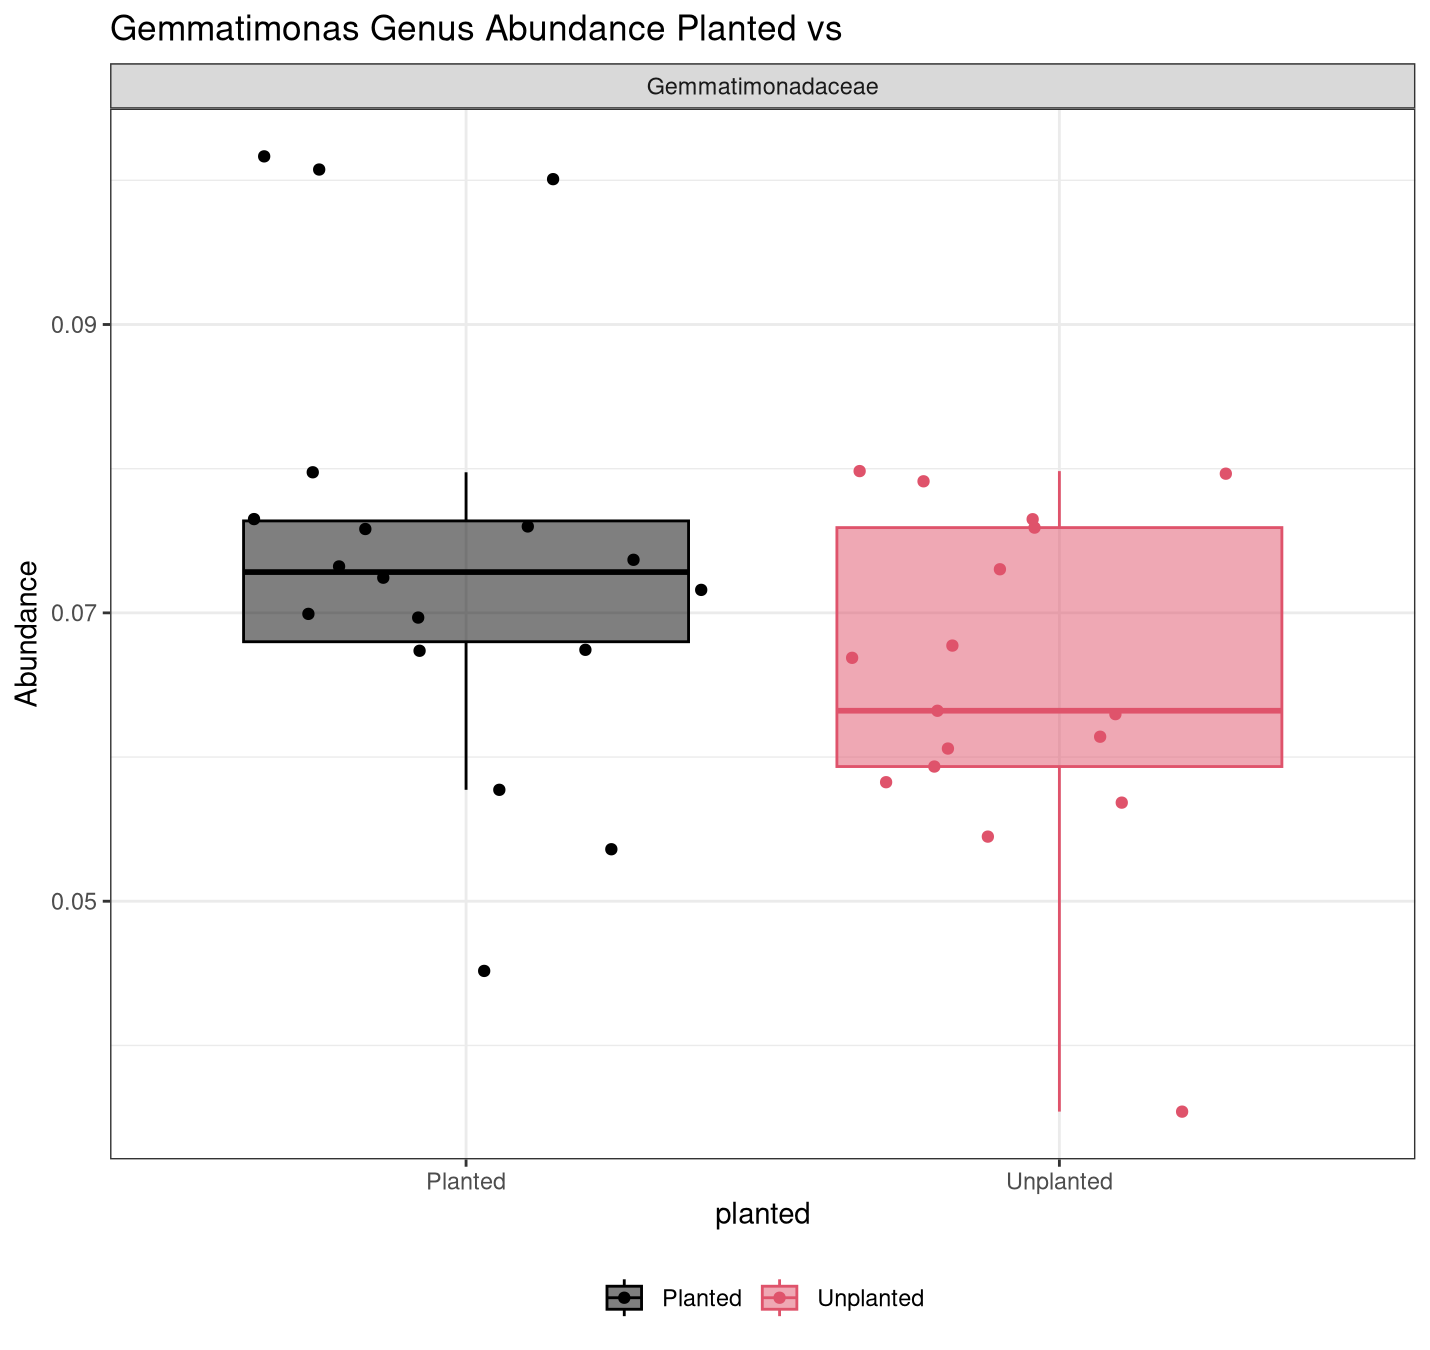 Gemmatimonas Genus Abundance Planted vs
Gemmatimonadaceae
Abundance
0.09
0.07
0.05
Planted
Unplanted
planted
Planted
Unplanted